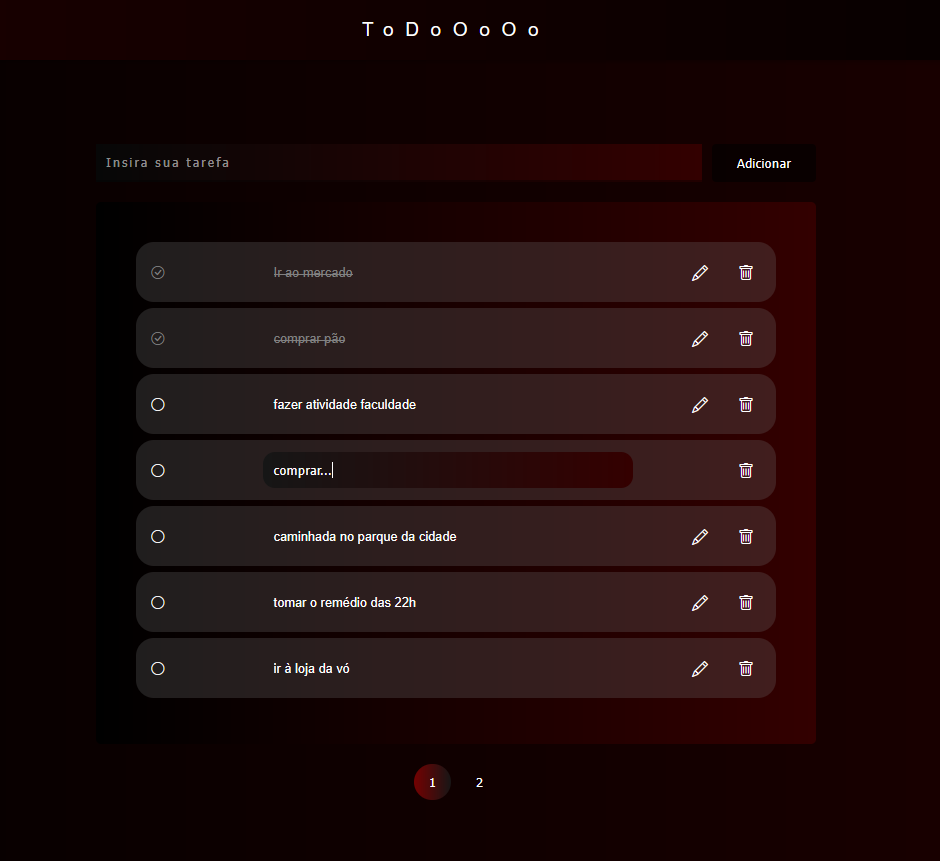 T o D o O o O o
Insira sua tarefa
Adicionar
Ir ao mercado
comprar pão
fazer atividade faculdade
comprar...
caminhada no parque da cidade
tomar o remédio das 22h
ir à loja da vó
1 2